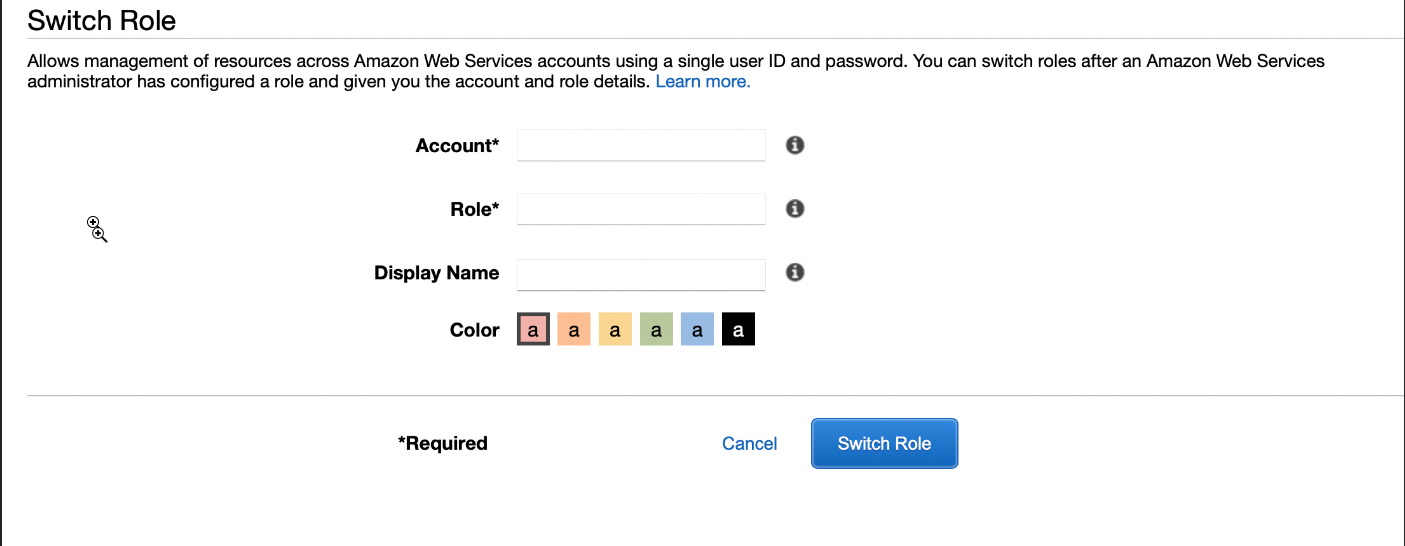 Switch Role
Allows management of resources across Amazon Web Services accounts using a single user ID and password. You can switch roles after an Amazon Web Services
administrator has configured a role and given you the account and role details. Learn more.
Account*
Role*
Display Name
Color a a a a a a
*Required Cancel Switch Role